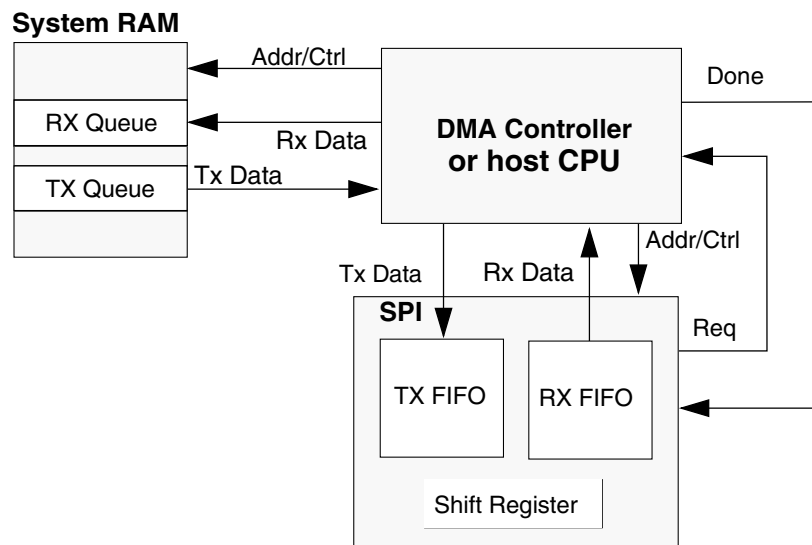 System RAM
Addr/Ctrl
Done
RX Queue
Rx Data
DMA Controller
or host CPU
TX Queue
Tx Data
Addr/Ctrl
Tx Data
Rx Data
SPI
Req
TX FIFO
RX FIFO
Shift Register